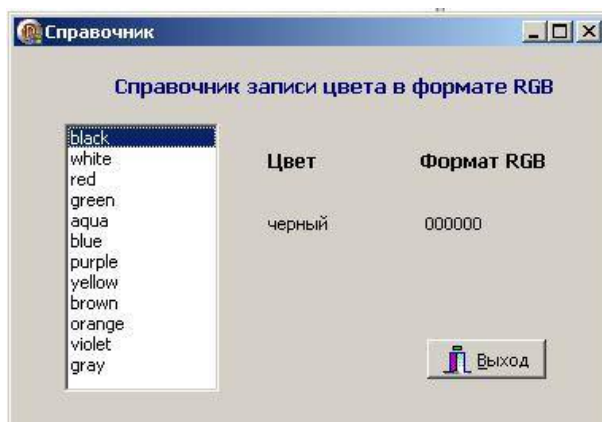 Справочник
Справочник записи цвета в формате RGB
black
white
red
green
aqua
blue
purple
yellow
brown
orange
violet
gray
Цвет
Формат RGB
черный
000000
Выход